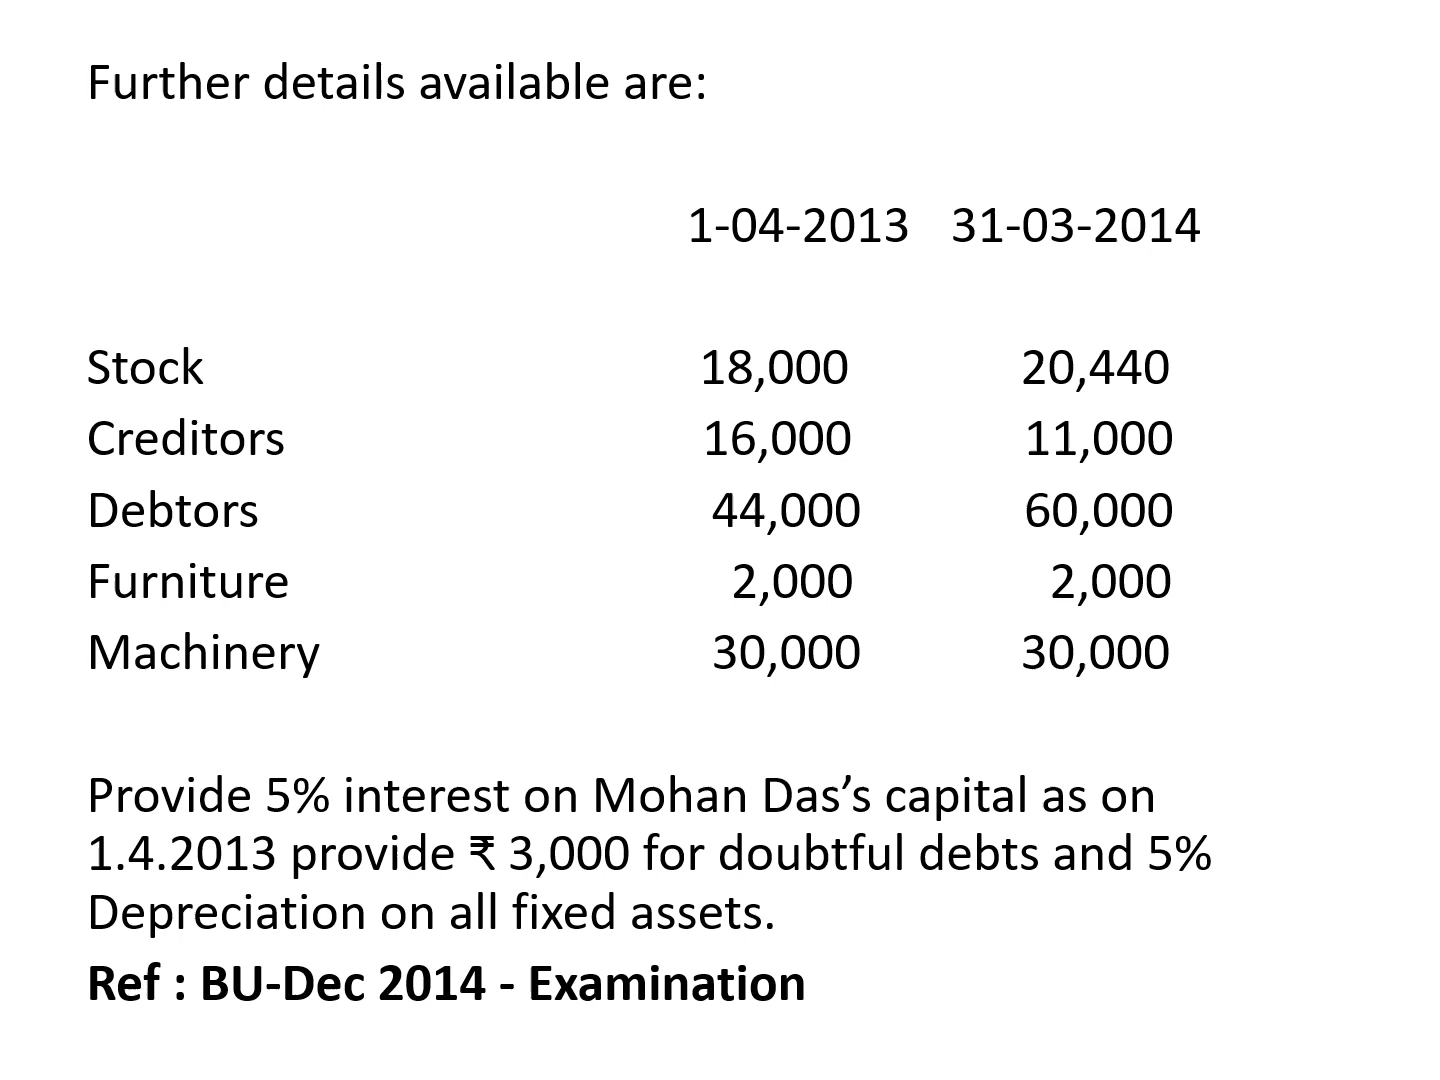 Further details available are:
1-04-2013 31-03-2014
Stock 18,000 20,440
Creditors 16,000 11,000
Debtors 44,000 60,000
Furniture 2,000 2,000
Machinery 30,000 30,000
Provide 5% interest on Mohan Das’s capital as on
1.4.2013 provide ₹ 3,000 for doubtful debts and 5%
Depreciation on all fixed assets.
Ref : BU-Dec 2014 - Examination